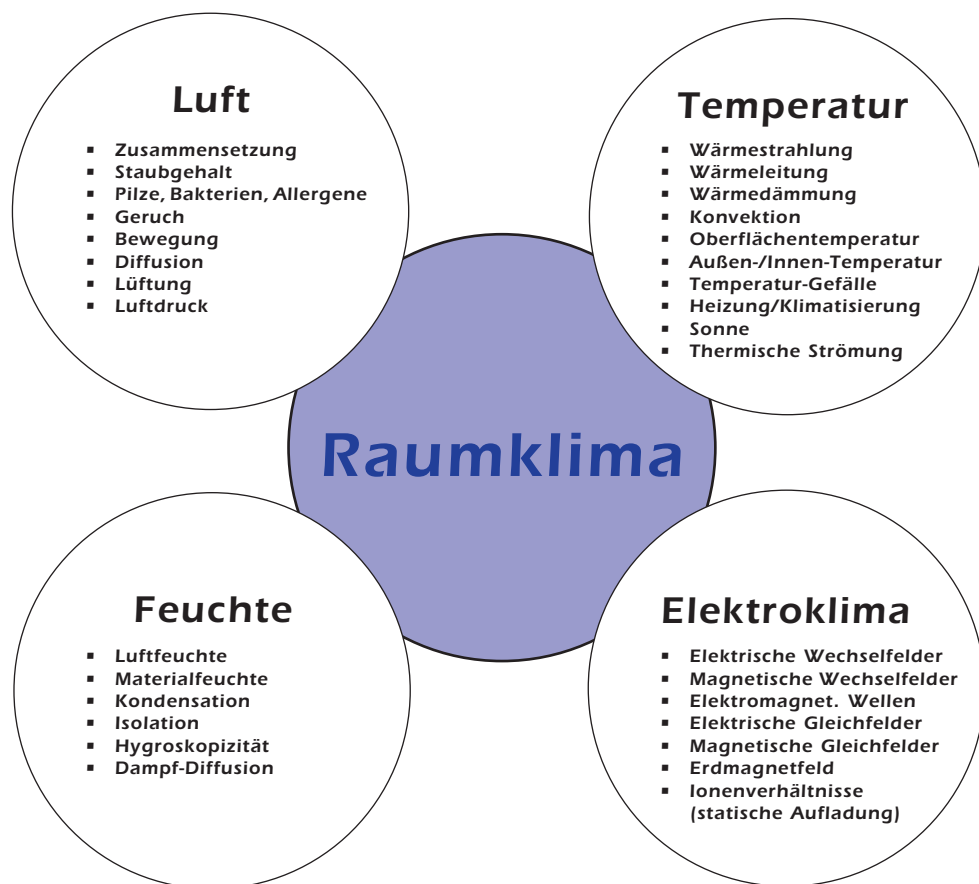 Luft
▪ Zusammensetzung
▪ Staubgehalt
▪ Pilze, Bakterien, Allergene
▪ Geruch
▪ Bewegung
▪ Diffusion
▪ Lüftung
▪ Luftdruck
Temperatur
▪ Wärmestrahlung
▪ Wärmeleitung
▪ Wärmedämmung
▪ Konvektion
▪ Oberflächentemperatur
▪ Außen-/Innen-Temperatur
▪ Temperatur-Gefälle
▪ Heizung/Klimatisierung
▪ Sonne
▪ Thermische Strömung
Raumklima
Feuchte
▪ Luftfeuchte
▪ Materialfeuchte
▪ Kondensation
▪ Isolation
▪ Hygroskopizität
▪ Dampf-Diffusion
Elektroklima
▪ Elektrische Wechselfelder
▪ Magnetische Wechselfelder
▪ Elektromagnet. Wellen
▪ Elektrische Gleichfelder
▪ Magnetische Gleichfelder
▪ Erdmagnetfeld
▪ Ionenverhältnisse
(statische Aufladung)